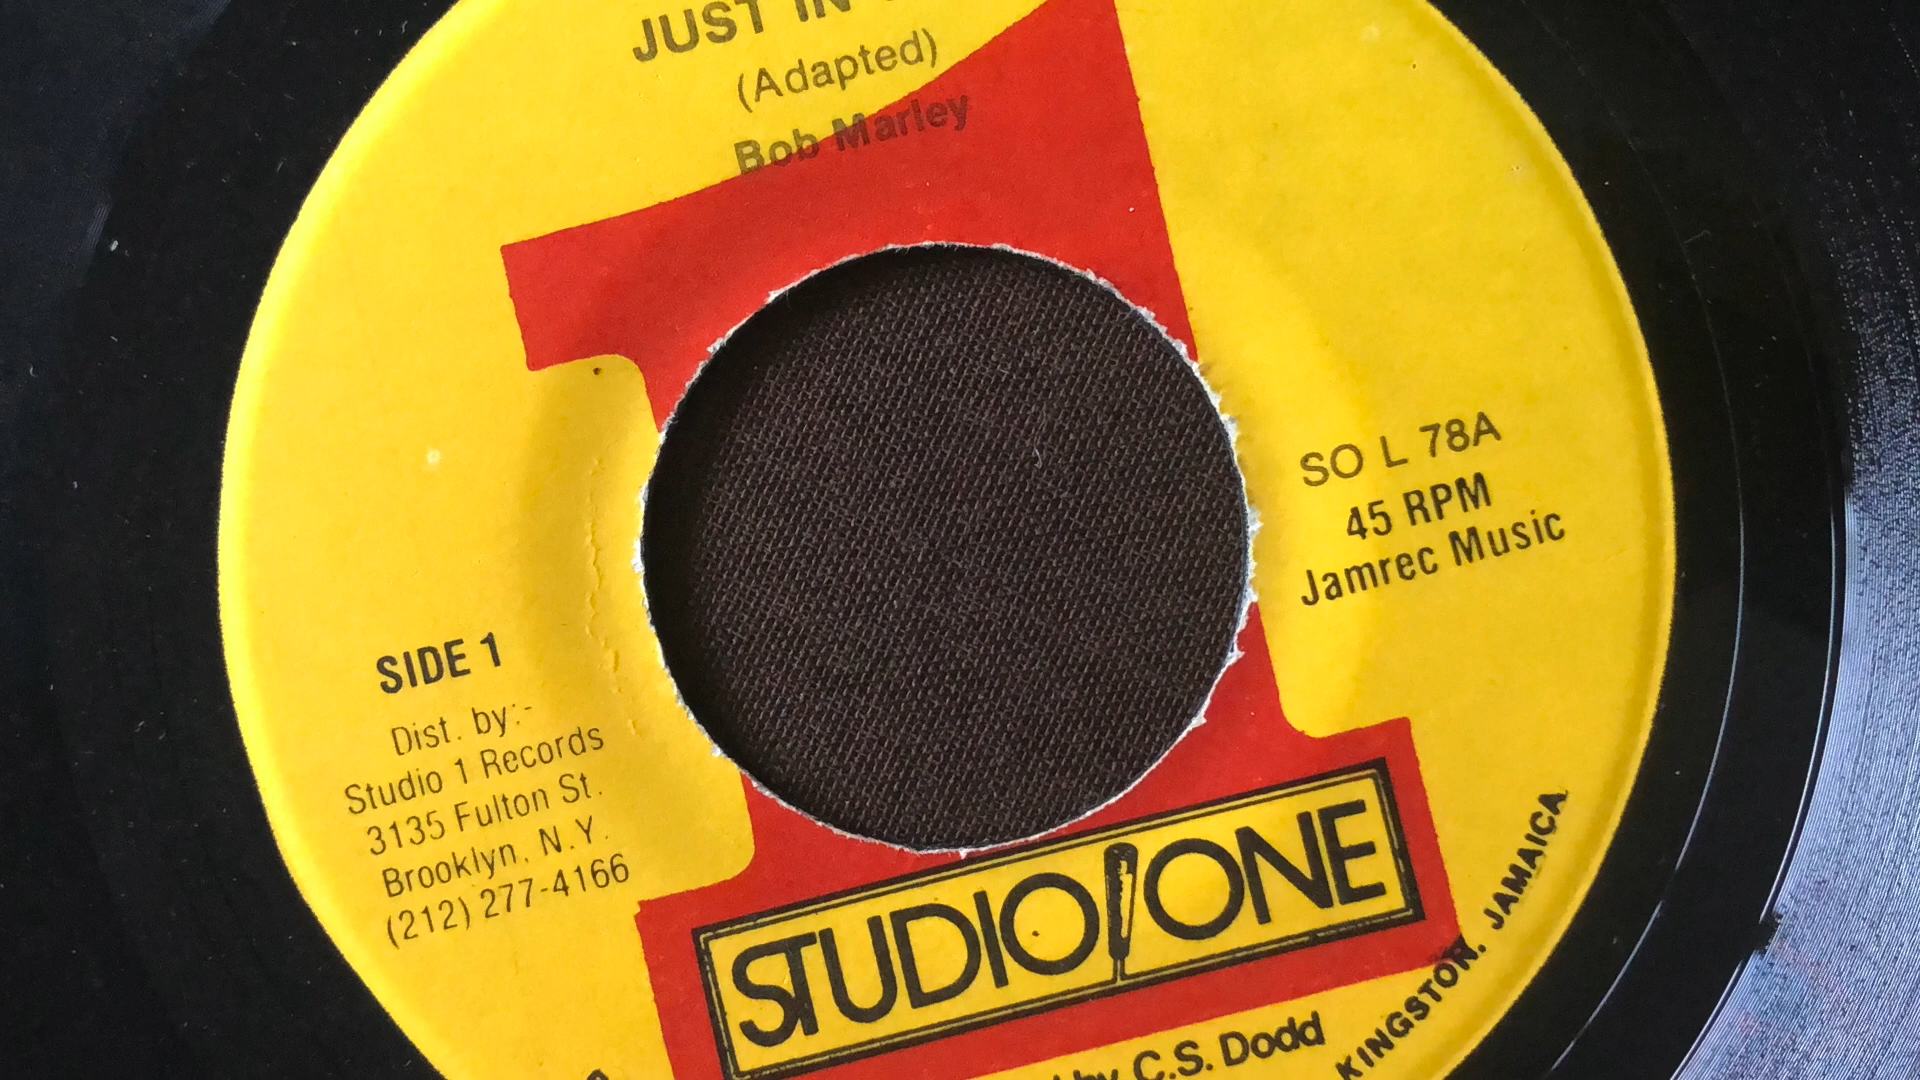 JUST IN
(Adapted)
Bob Marley
SO L 78A
45 RPM
Jamrec Music
SIDE 1
Dist. by:-
Studio 1 Records
3135 Fulton St.
Brooklyn, N.Y.
(212) 277-4166
STUDIO ONE
by C.S. Dodd
KINGSTON, JAMAICA